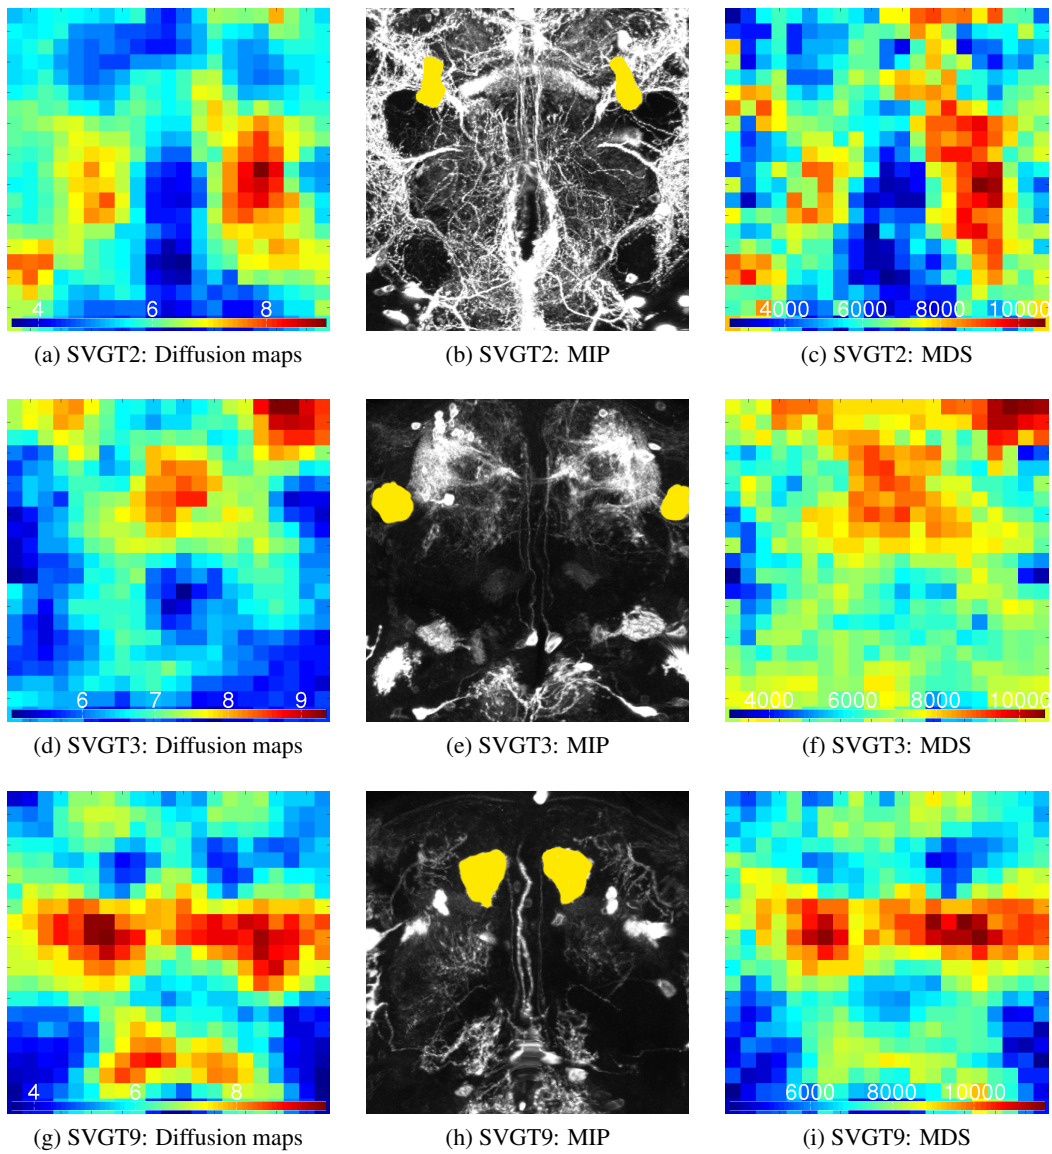 4 6 8
4000 6000 8000 10000
(a) SVGT2: Diffusion maps
(b) SVGT2: MIP
(c) SVGT2: MDS
6 7 8 9
4000 6000 8000 10000
(d) SVGT3: Diffusion maps
(e) SVGT3: MIP
(f) SVGT3: MDS
4 6 8
6000 8000 10000
(g) SVGT9: Diffusion maps
(h) SVGT9: MIP
(i) SVGT9: MDS